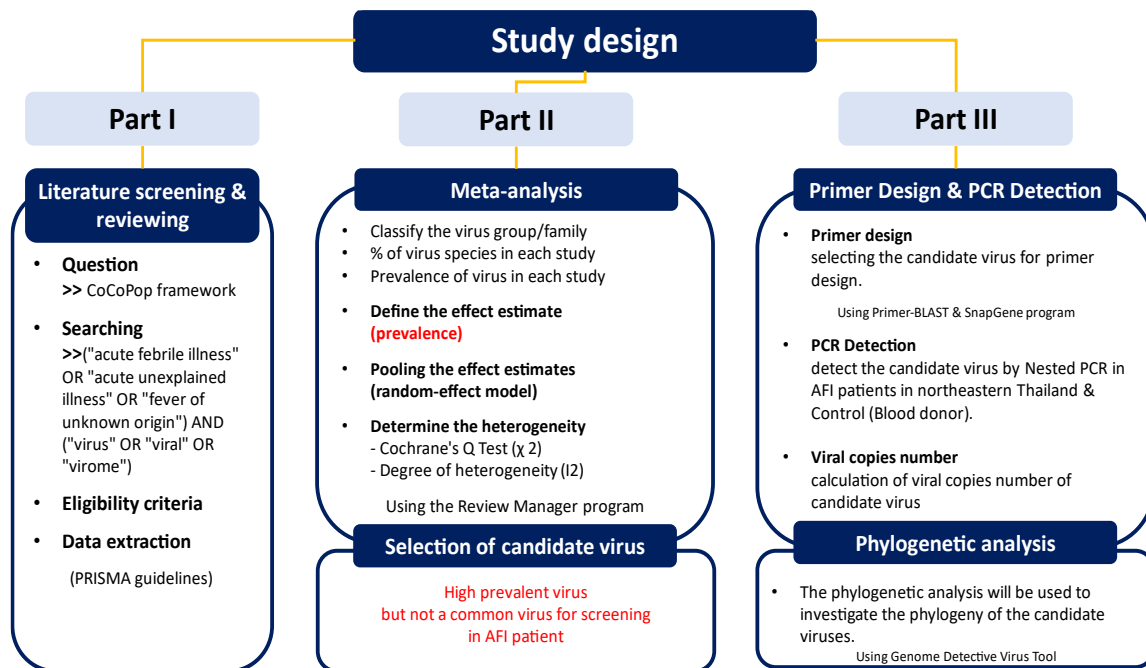 Study design
Part I
Literature screening &
reviewing
• Question
>> CoCoPop framework
• Searching
>>("acute febrile illness"
OR "acute unexplained
illness" OR "fever of
unknown origin") AND
("virus" OR "viral" OR
"virome")
• Eligibility criteria
• Data extraction
(PRISMA guidelines)
Part II
Meta-analysis
• Classify the virus group/family
• % of virus species in each study
• Prevalence of virus in each study
• Define the effect estimate
(prevalence)
• Pooling the effect estimates
(random-effect model)
• Determine the heterogeneity
- Cochrane's Q Test (χ 2)
- Degree of heterogeneity (I2)
Using the Review Manager program
Selection of candidate virus
High prevalent virus
but not a common virus for screening
in AFI patient
Part III
Primer Design & PCR Detection
• Primer design
selecting the candidate virus for primer
design.
Using Primer-BLAST & SnapGene program
• PCR Detection
detect the candidate virus by Nested PCR in
AFI patients in northeastern Thailand &
Control (Blood donor).
• Viral copies number
calculation of viral copies number of
candidate virus
Phylogenetic analysis
• The phylogenetic analysis will be used to
investigate the phylogeny of the candidate
viruses.
Using Genome Detective Virus Tool